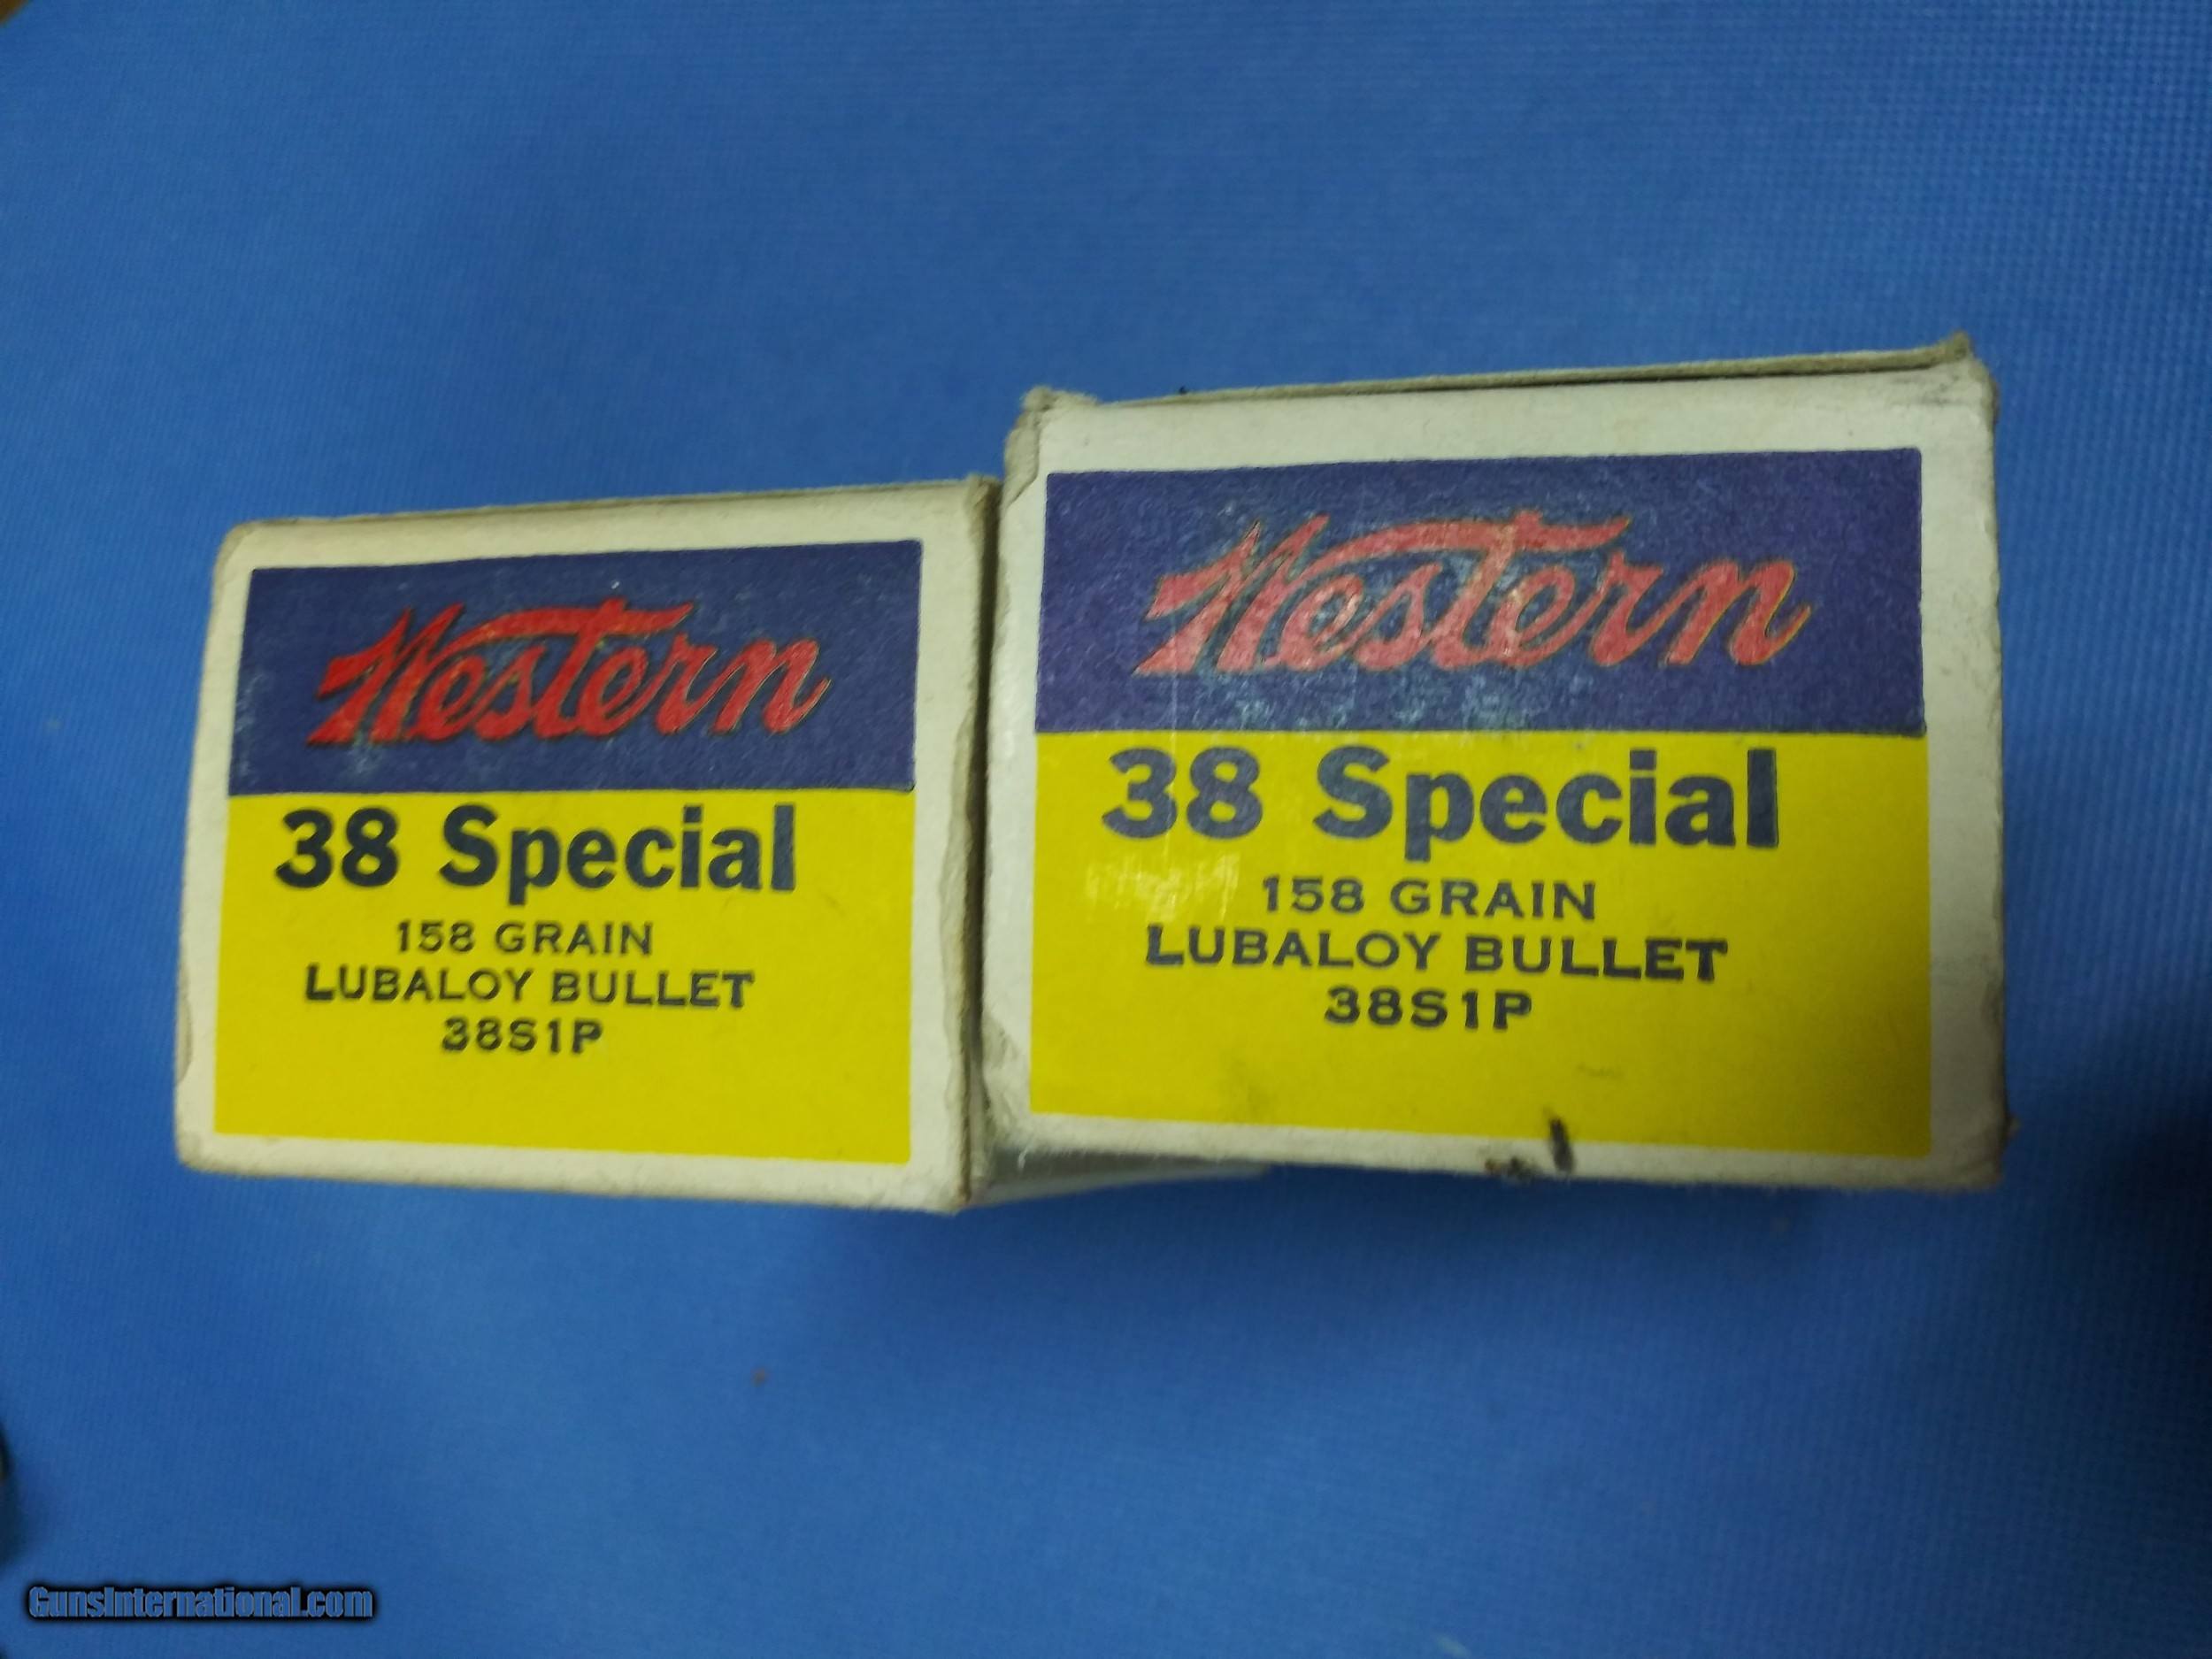 Western
38 Special
158 GRAIN
LUBALOY BULLET
38S1P
Western
38 Special
158 GRAIN
LUBALOY BULLET
38S1P
GunsInternational.com